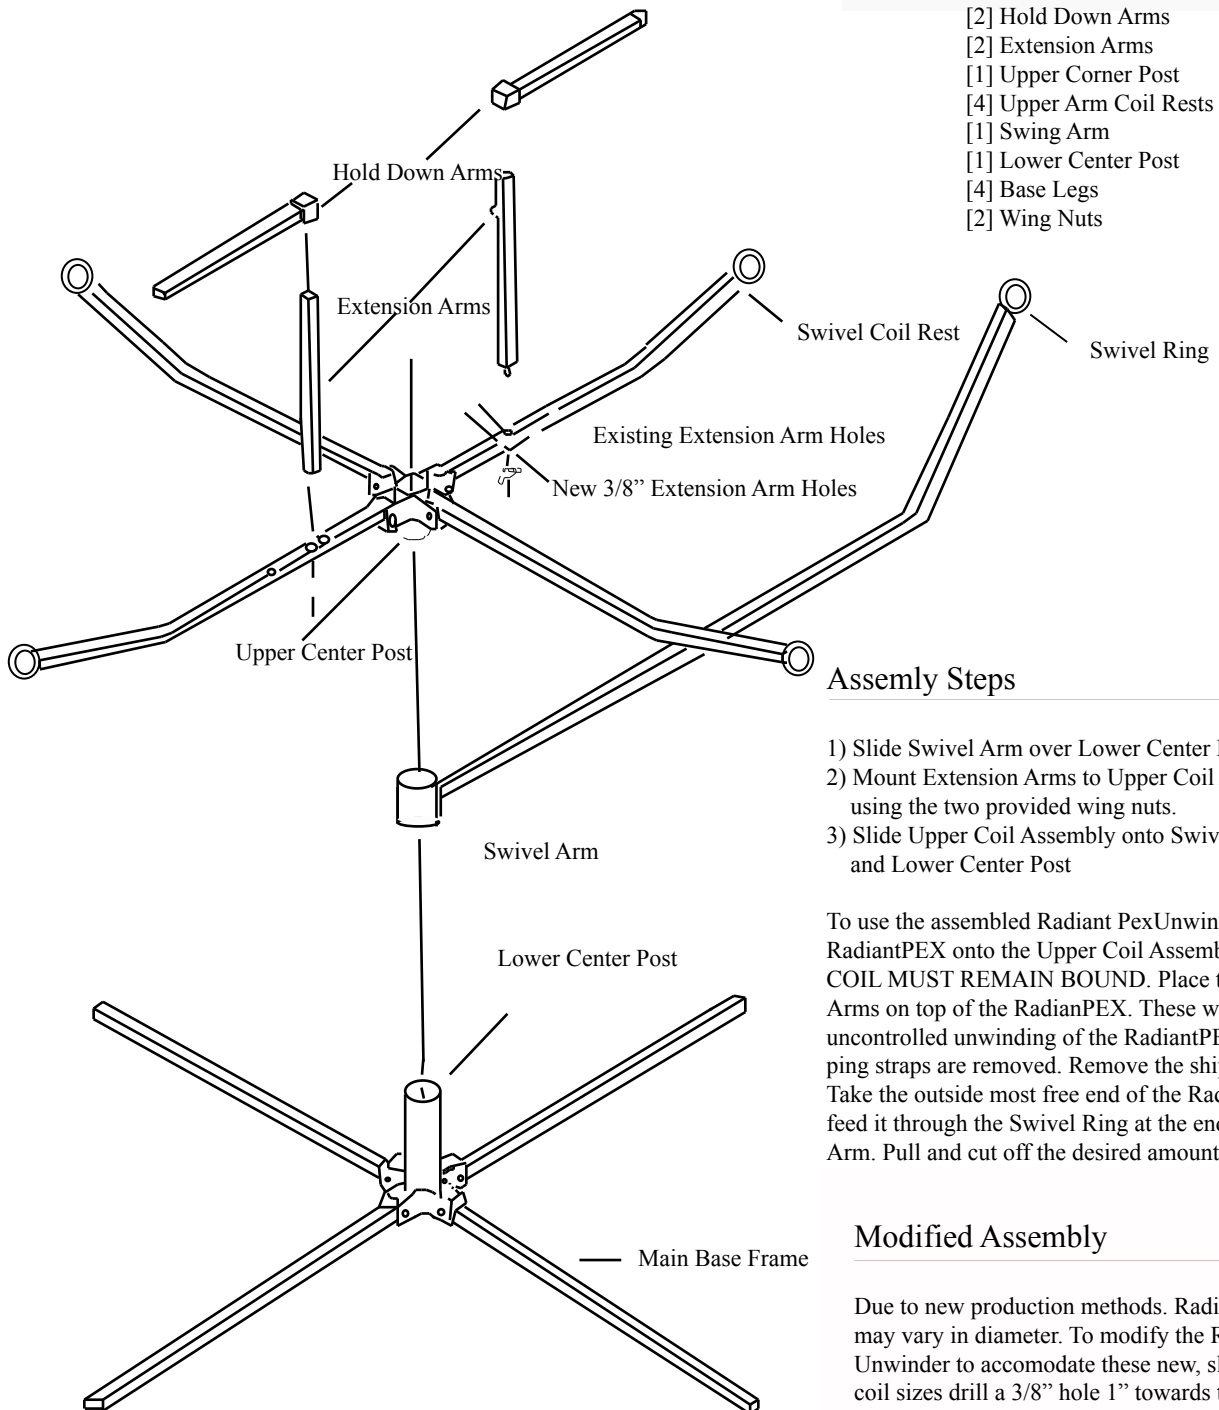 [2] Hold Down Arms
[2] Extension Arms
[1] Upper Corner Post
[4] Upper Arm Coil Rests
[1] Swing Arm
[1] Lower Center Post
[4] Base Legs
[2] Wing Nuts
Hold Down Arms
Extension Arms
Swivel Coil Rest
Swivel Ring
Existing Extension Arm Holes
New 3/8” Extension Arm Holes
Upper Center Post
Swivel Arm
Lower Center Post
Main Base Frame
Assemly Steps
1) Slide Swivel Arm over Lower Center
2) Mount Extension Arms to Upper Coil
using the two provided wing nuts.
3) Slide Upper Coil Assembly onto
and Lower Center Post
To use the assembled Radiant
RadiantPEX onto the Upper Coil
COIL MUST REMAIN BOUND. Place
Arms on top of the RadianPEX. These
uncontrolled unwinding of the
ping straps are removed. Remove the
Take the outside most free end of the
feed it through the Swivel Ring at the
Arm. Pull and cut off the desired amount
Modified Assembly
Due to new production methods.
may vary in diameter. To modify the
Unwinder to accomodate these new,
coil sizes drill a 3/8” hole 1” towards